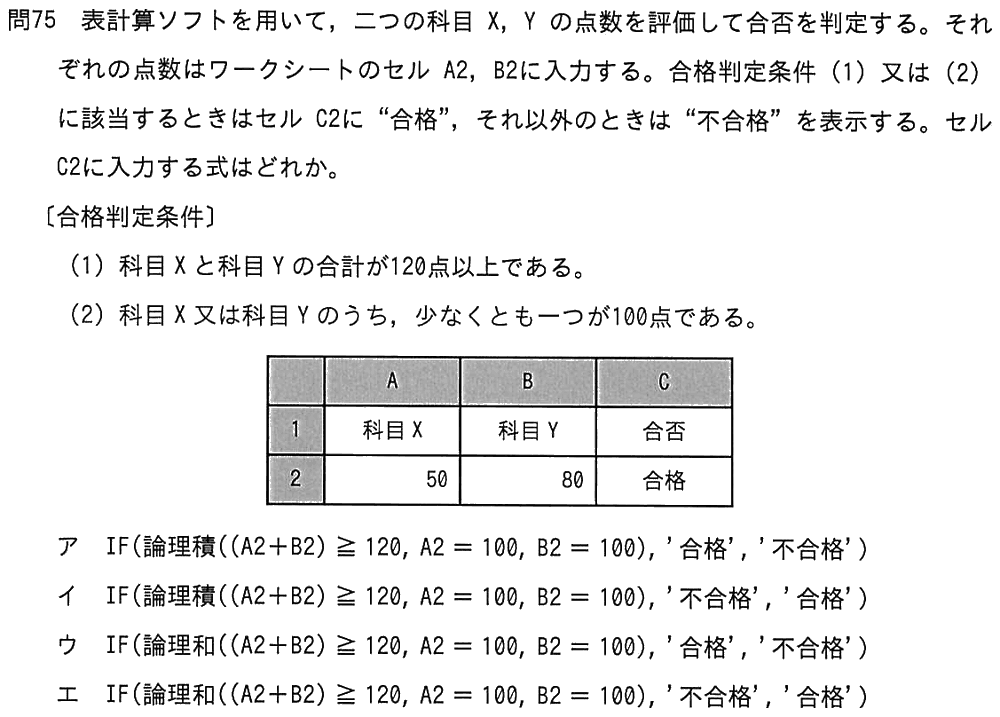 問75 表計算ソフトを用いて，二つの科目 X，Y の点数を評価して合否を判定する。それ
ぞれの点数はワークシートのセル A2，B2に入力する。合格判定条件（1）又は（2）
に該当するときはセル C2に“合格”，それ以外のときは“不合格”を表示する。セル
C2に入力する式はどれか。
〔合格判定条件〕
（1）科目 X と科目 Y の合計が120点以上である。
（2）科目 X 又は科目 Y のうち，少なくとも一つが100点である。
A B C
1 科目 X 科目 Y 合否
2 50 80 合格
ア IF(論理積((A2＋B2) ≧ 120, A2 ＝ 100, B2 ＝ 100), '合格', '不合格')
イ IF(論理積((A2＋B2) ≧ 120, A2 ＝ 100, B2 ＝ 100), '不合格', '合格')
ウ IF(論理和((A2＋B2) ≧ 120, A2 ＝ 100, B2 ＝ 100), '合格', '不合格')
エ IF(論理和((A2＋B2) ≧ 120, A2 ＝ 100, B2 ＝ 100), '不合格', '合格')